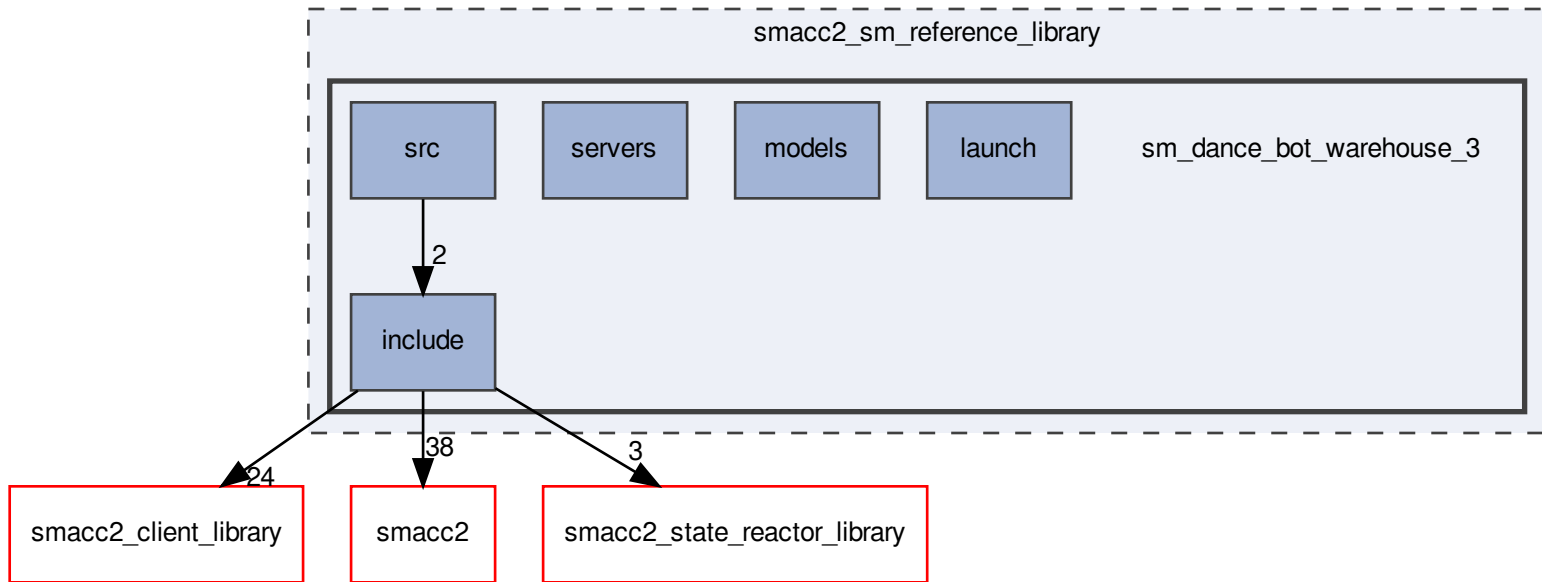 smacc2_sm_reference_library
src
servers
models
launch
sm_dance_bot_warehouse_3
2
include
24
38
3
smacc2_client_library
smacc2
smacc2_state_reactor_library